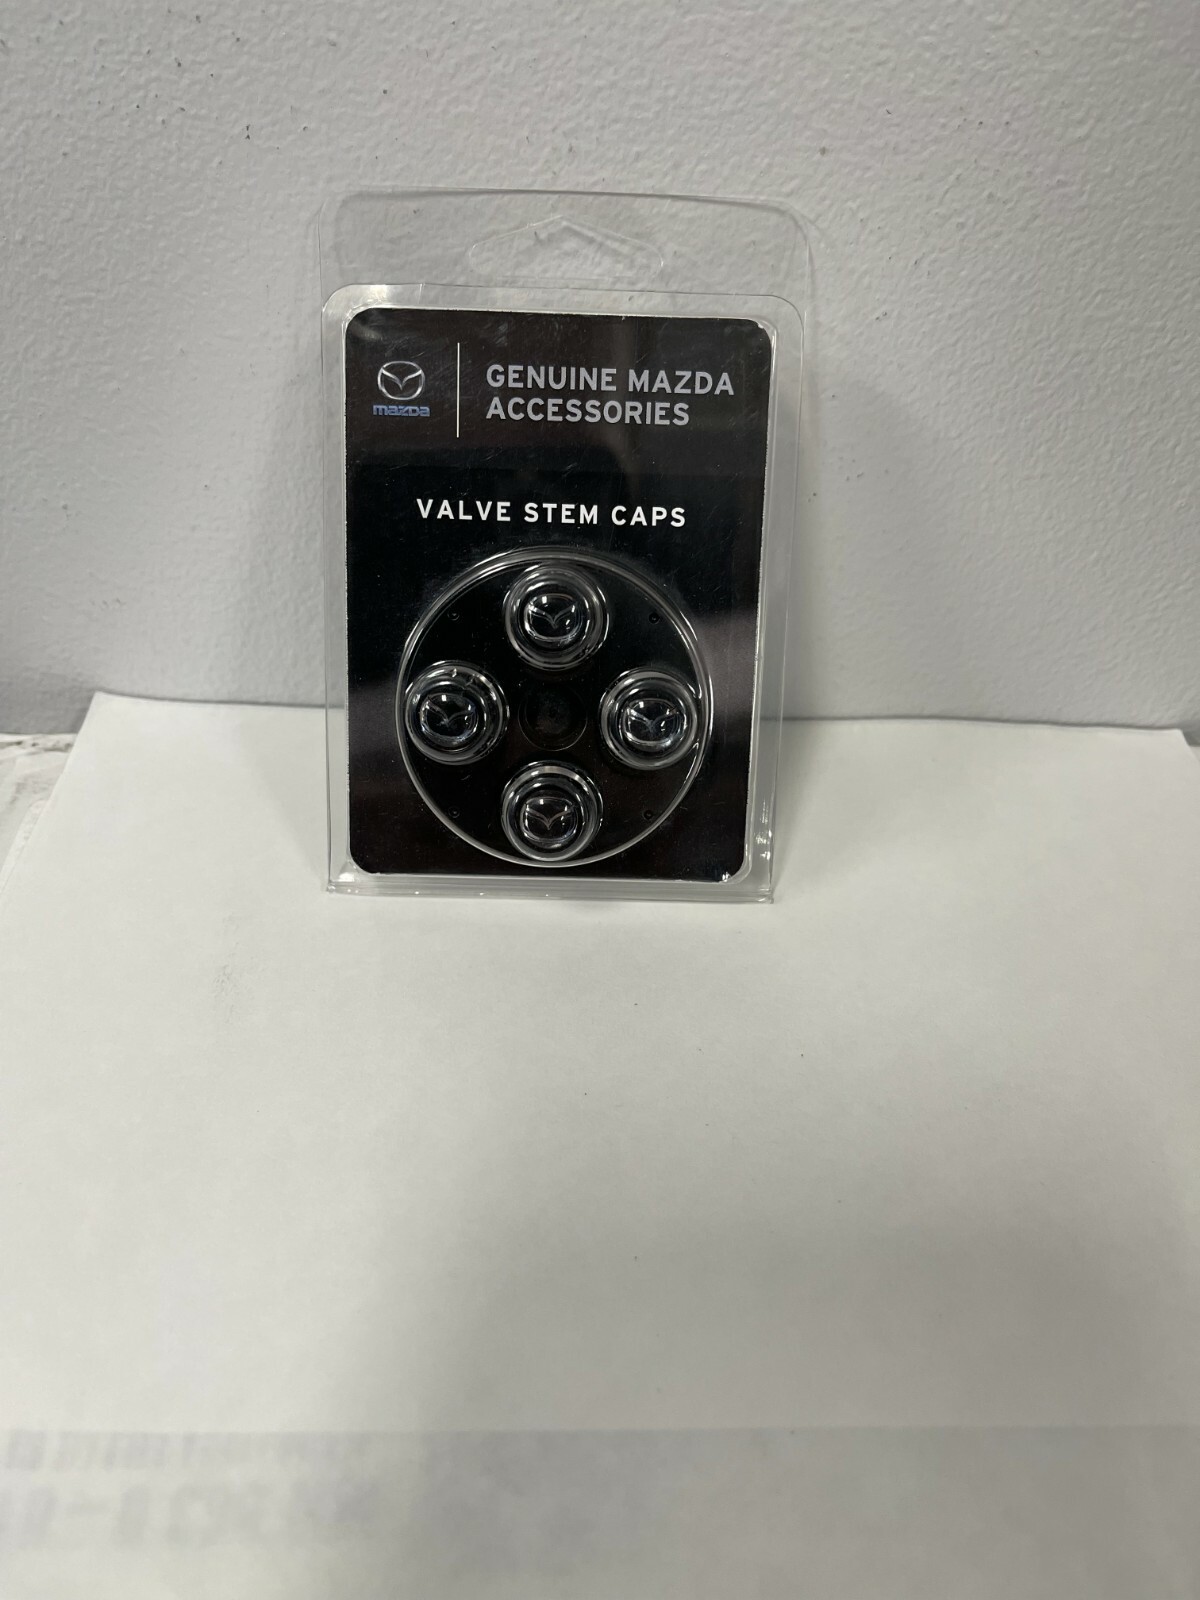 mazda
GENUINE MAZDA
ACCESSORIES
VALVE STEM CAPS